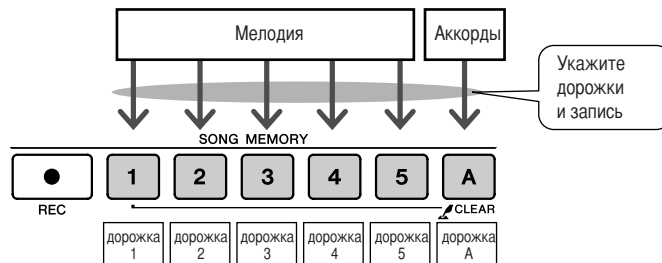 Мелодия
Аккорды
Укажите
дорожки
и запись
SONG MEMORY
1 2 3 4 5 A
REC
CLEAR
дорожка дорожка дорожка дорожка дорожка дорожка
1 2 3 4 5 A